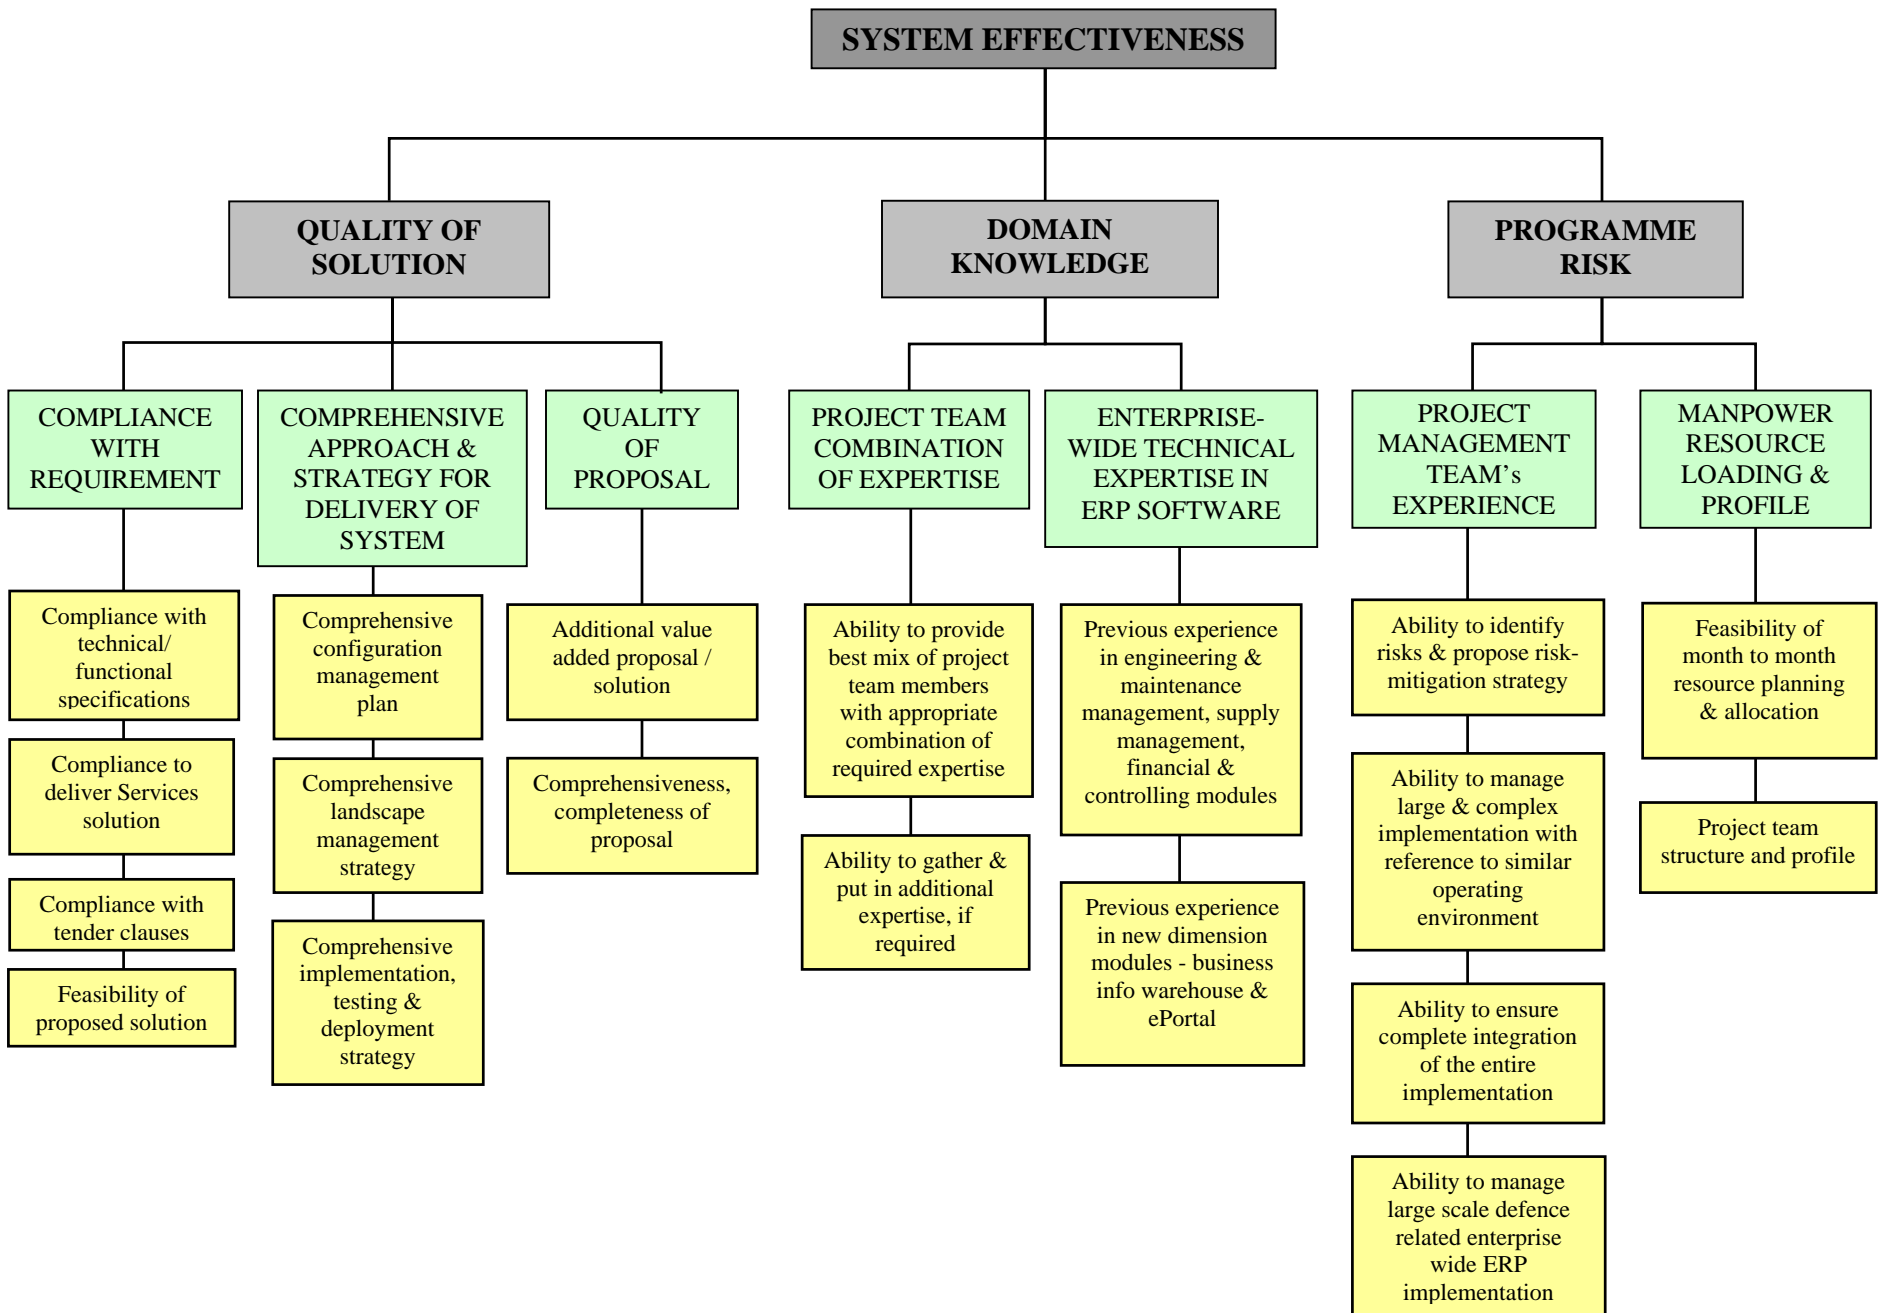 SYSTEM EFFECTIVENESS
QUALITY OF
SOLUTION
DOMAIN
KNOWLEDGE
PROGRAMME
RISK
COMPLIANCE
WITH
REQUIREMENT
COMPREHENSIVE
APPROACH &
STRATEGY FOR
DELIVERY OF
SYSTEM
QUALITY
OF
PROPOSAL
PROJECT TEAM
COMBINATION
OF EXPERTISE
ENTERPRISE-
WIDE TECHNICAL
EXPERTISE IN
ERP SOFTWARE
PROJECT
MANAGEMENT
TEAM's
EXPERIENCE
MANPOWER
RESOURCE
LOADING &
PROFILE
Compliance with
technical/
functional
specifications
Compliance to
deliver Services
solution
Compliance with
tender clauses
Feasibility of
proposed solution
Comprehensive
configuration
management
plan
Comprehensive
landscape
management
strategy
Comprehensive
implementation,
testing &
deployment
strategy
Additional value
added proposal /
solution
Comprehensiveness,
completeness of
proposal
Ability to provide
best mix of project
team members
with appropriate
combination of
required expertise
Ability to gather &
put in additional
expertise, if
required
Previous experience
in engineering &
maintenance
management, supply
management,
financial &
controlling modules
Previous experience
in new dimension
modules - business
info warehouse &
ePortal
Ability to identify
risks & propose risk-
mitigation strategy
Ability to manage
large & complex
implementation with
reference to similar
operating
environment
Ability to ensure
complete integration
of the entire
implementation
Ability to manage
large scale defence
related enterprise
wide ERP
implementation
Feasibility of
month to month
resource planning
& allocation
Project team
structure and profile